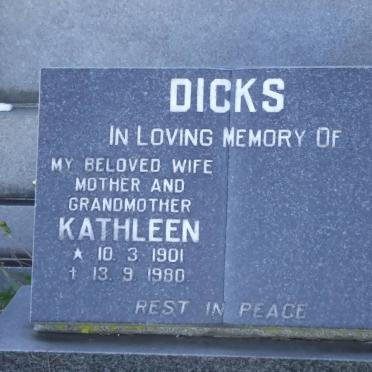 DICKS
IN LOVING MEMORY OF
MY BELOVED WIFE
MOTHER AND
GRANDMOTHER
KATHLEEN
★ 10.3.1901
† 13.9.1980
REST IN PEACE